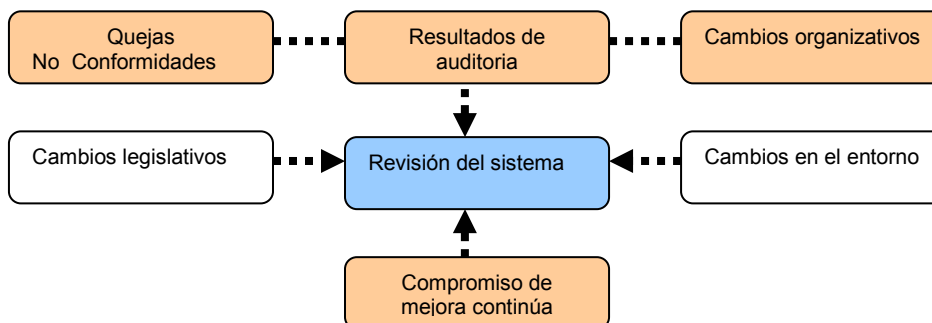 Quejas
No Conformidades
Resultados de
auditoria
Cambios organizativos
Cambios legislativos
Revisión del sistema
Cambios en el entorno
Compromiso de
mejora continúa